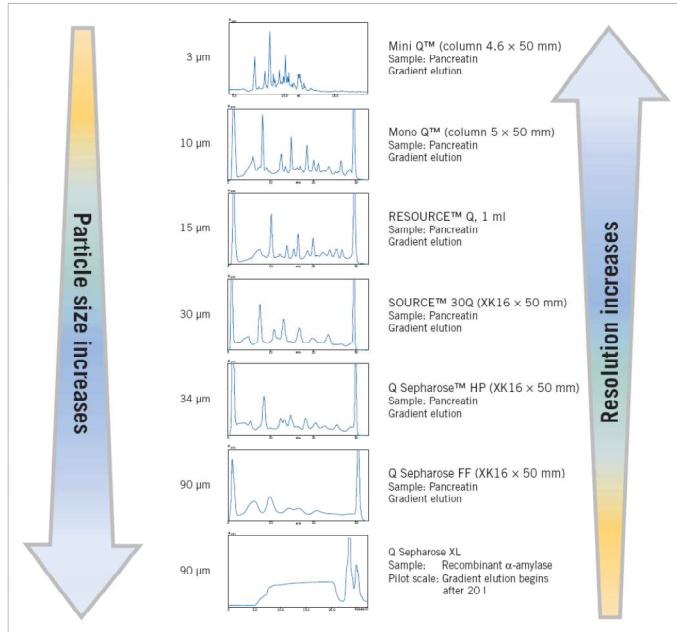 Particle size increases
3 µm
Mini Q™ (column 4.6 × 50 mm)
Sample: Pancreatin
Gradient elution
10 µm
Mono Q™ (column 5 × 50 mm)
Sample: Pancreatin
Gradient elution
15 µm
RESOURCE™ Q, 1 ml
Sample: Pancreatin
Gradient elution
30 µm
SOURCE™ 30Q (XK16 × 50 mm)
Sample: Pancreatin
Gradient elution
34 µm
Q Sepharose™ HP (XK16 × 50 mm)
Sample: Pancreatin
Gradient elution
90 µm
Q Sepharose FF (XK16 × 50 mm)
Sample: Pancreatin
Gradient elution
90 µm
Q Sepharose XL
Sample: Recombinant α-amylase
Pilot scale: Gradient elution begins
after 20 l
Resolution increases